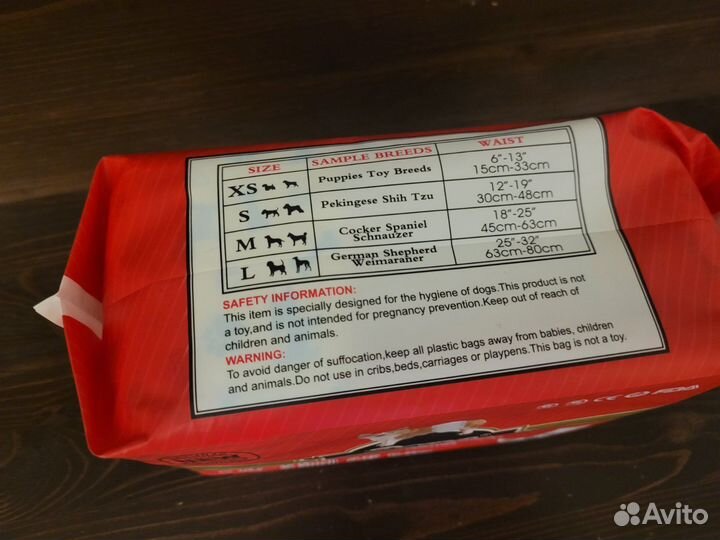 SIZE SAMPLE BREEDS WAIST
XS Puppies Toy Breeds 6"-13" 15cm-33cm
S Pekingese Shih Tzu 12"-19" 30cm-48cm
M Cocker Spaniel Schnauzer 18"-25" 45cm-63cm
L German Shepherd Weimaraher 25"-32" 63cm-80cm
SAFETY INFORMATION:
This item is specially designed for the hygiene of dogs.This product is not
a toy,and is not intended for pregnancy prevention.Keep out of reach of
children and animals.
WARNING:
To avoid danger of suffocation,keep all plastic bags away from babies, children
and animals.Do not use in cribs,beds,carriages or playpens.This bag is not a toy.
Avito